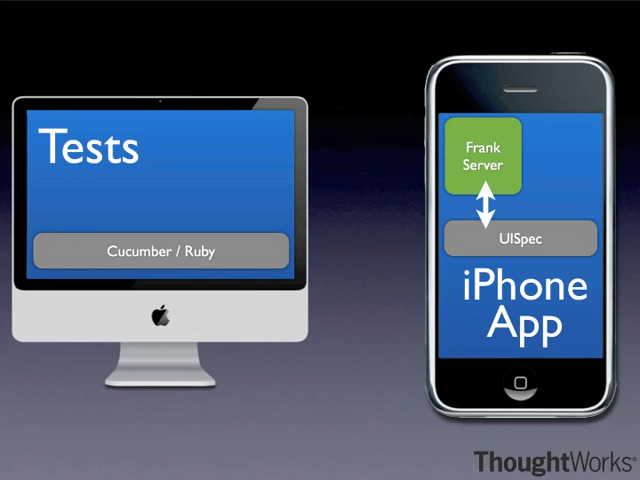 Tests
Cucumber / Ruby
Frank
Server
UISpec
iPhone
App
ThoughtWorks®